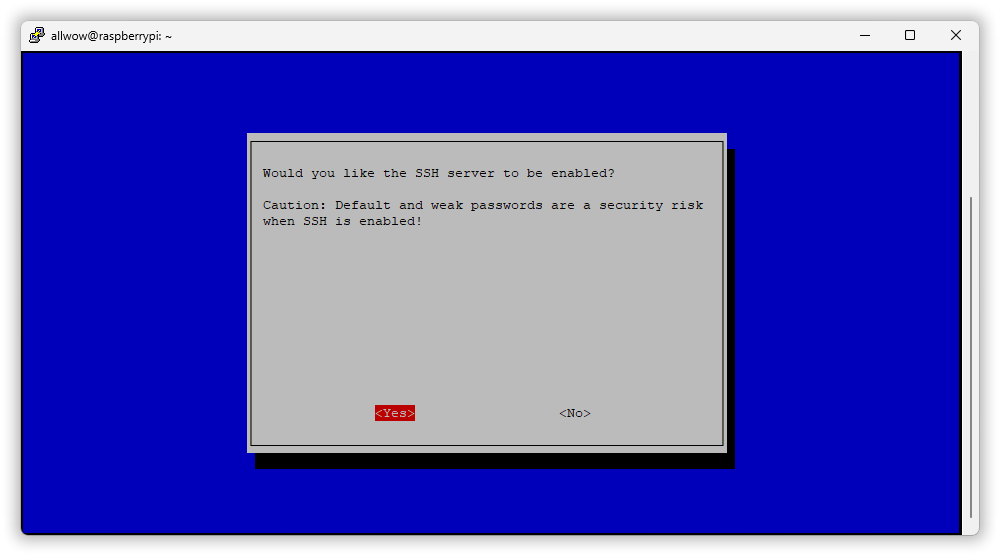 allwow@raspberrypi: ~
Would you like the SSH server to be enabled?
Caution: Default and weak passwords are a security risk
when SSH is enabled!
<Yes> <No>